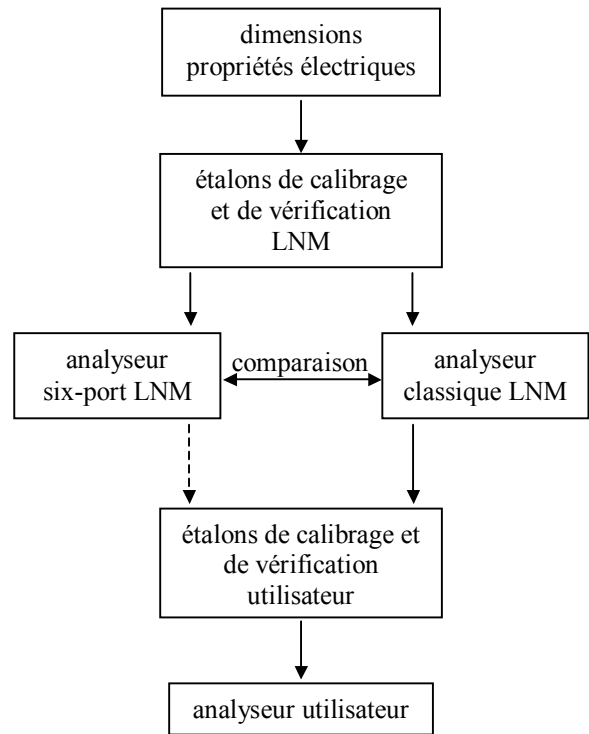 dimensions
propriétés électriques
étalons de calibrage
et de vérification
LNM
analyseur
six-port LNM
comparaison
analyseur
classique LNM
étalons de calibrage et
de vérification
utilisateur
analyseur utilisateur